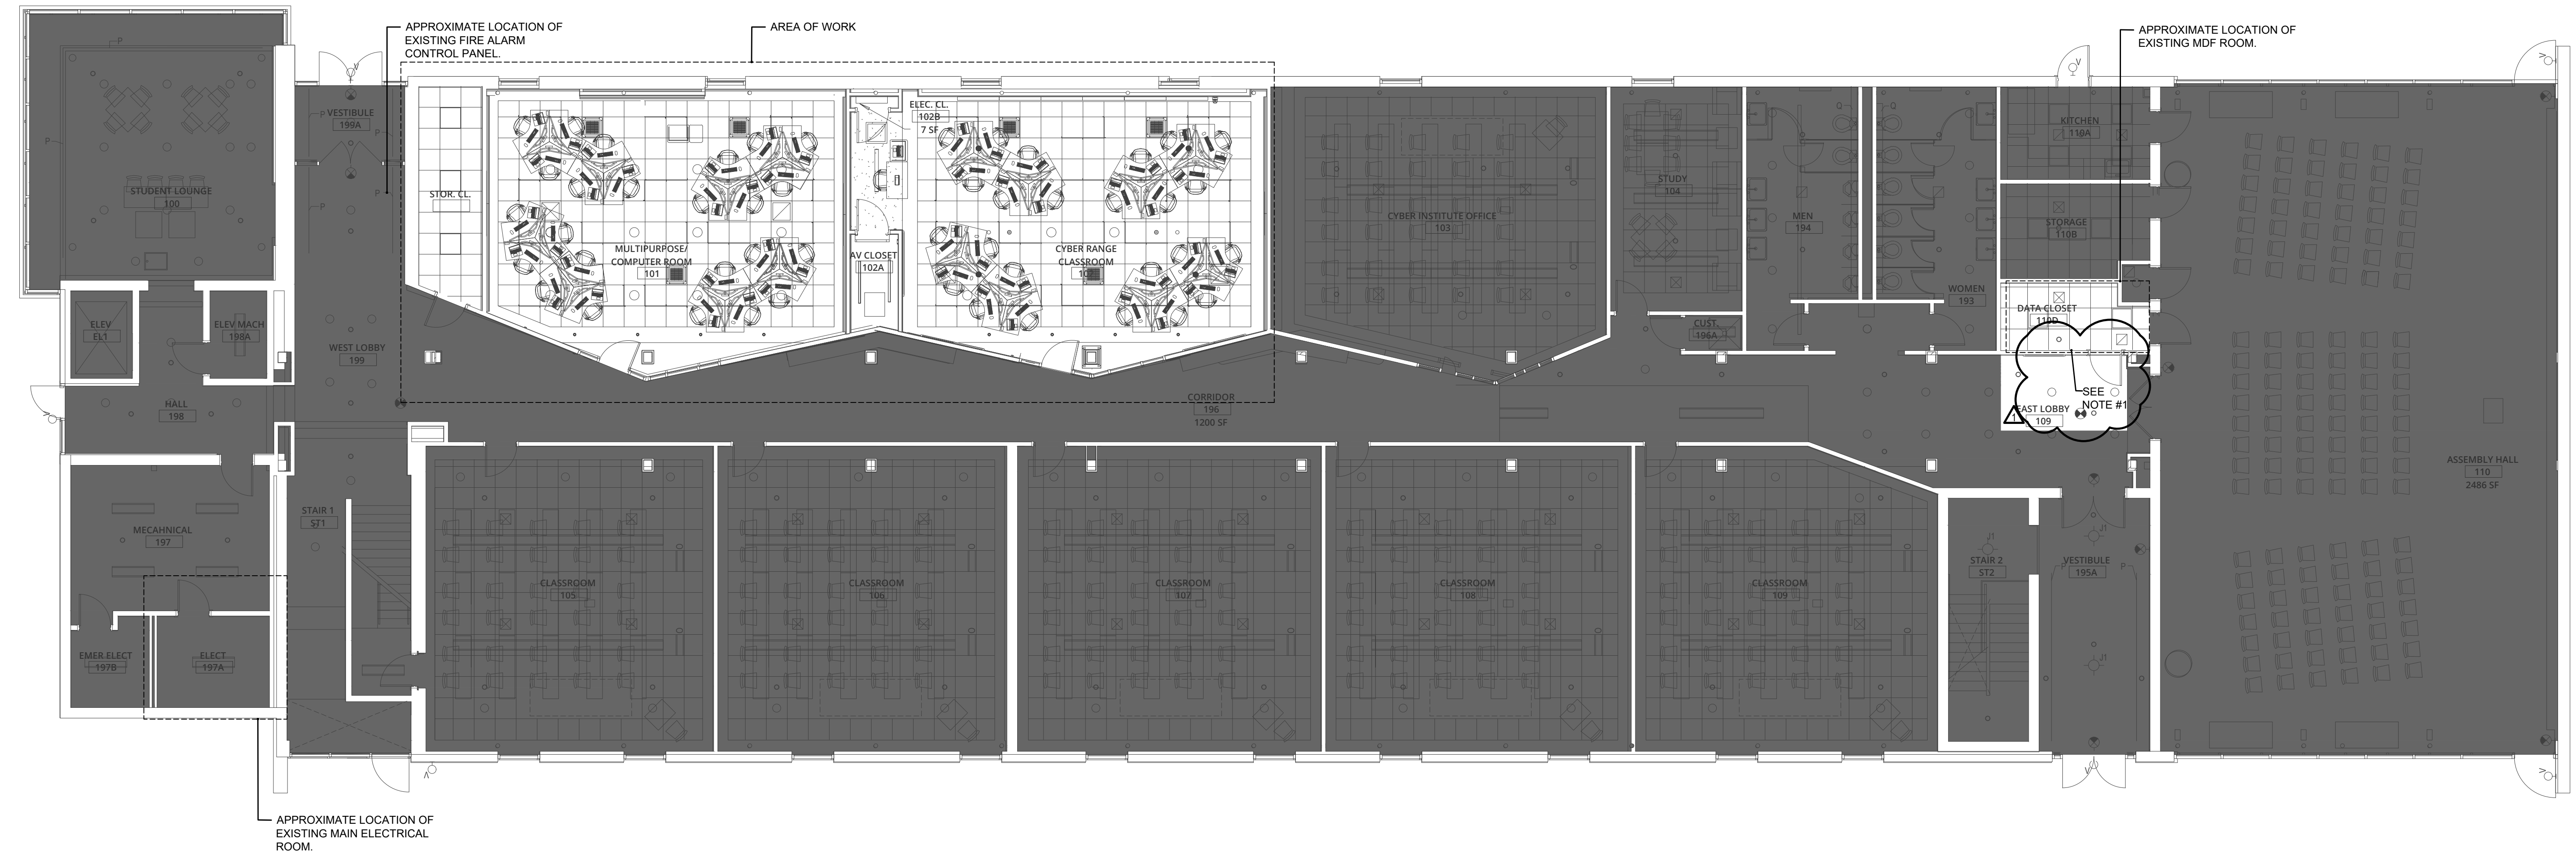 APPROXIMATE LOCATION OF
EXISTING FIRE ALARM
CONTROL PANEL.
AREA OF WORK
APPROXIMATE LOCATION OF
EXISTING MDF ROOM.
P
V
V
V
VESTIBULE
199A
P
P
P
P
P
STUDENT LOUNGE
100
STOR. CL.
MULTIPURPOSE/
COMPUTER ROOM
101
ELEC. CL.
102B
7 SF
AV CLOSET
102A
CYBER RANGE
CLASSROOM
102
CYBER INSTITUTE OFFICE
103
STUDY
104
MEN
194
WOMEN
193
CUST.
196A
KITCHEN
110A
STORAGE
110B
DATA CLOSET
110D
SEE
NOTE #1
1
EAST LOBBY
109
ELEV
EL1
ELEV MACH
198A
WEST LOBBY
199
HALL
198
V
CORRIDOR
196
1200 SF
ASSEMBLY HALL
110
2486 SF
MECAHNICAL
197
STAIR 1
ST1
EMER ELECT
197B
ELECT
197A
CLASSROOM
105
CLASSROOM
106
CLASSROOM
107
CLASSROOM
108
CLASSROOM
109
STAIR 2
ST2
J1
J1
VESTIBULE
195A
P
P
J1
V
V
V
APPROXIMATE LOCATION OF
EXISTING MAIN ELECTRICAL
ROOM.